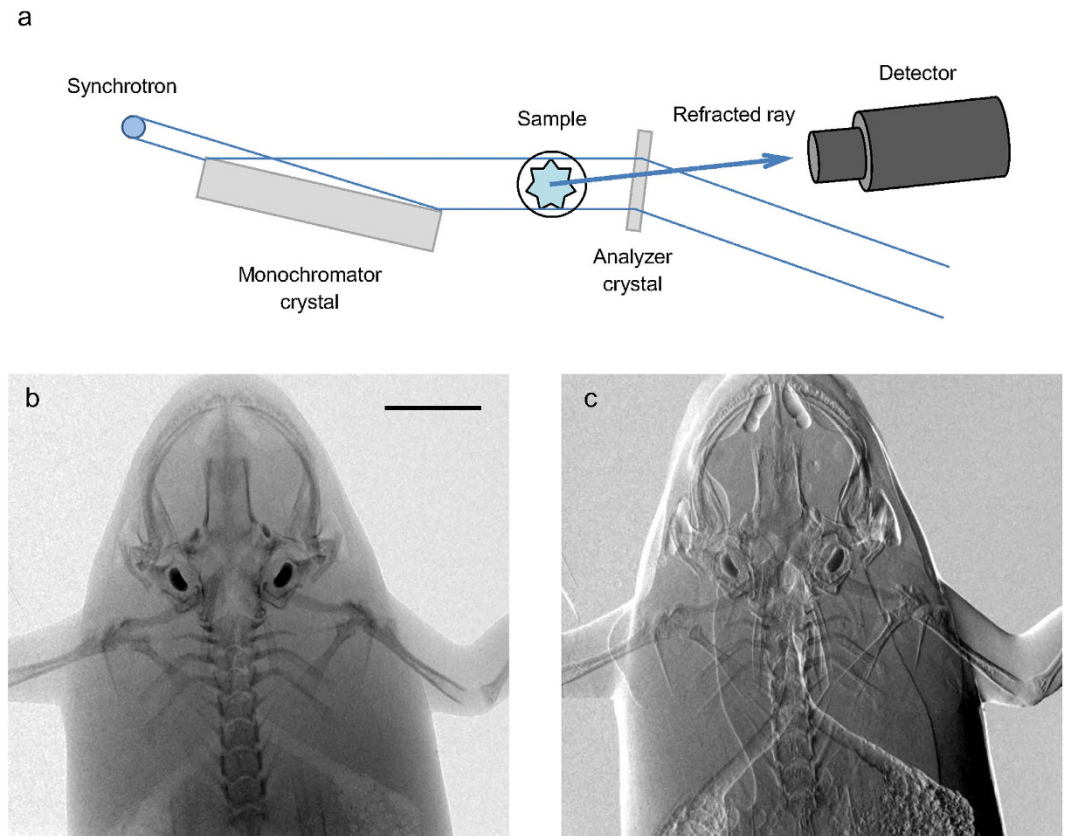 a
Synchrotron
Sample
Refracted ray
Detector
Monochromator
crystal
Analyzer
crystal
b
c